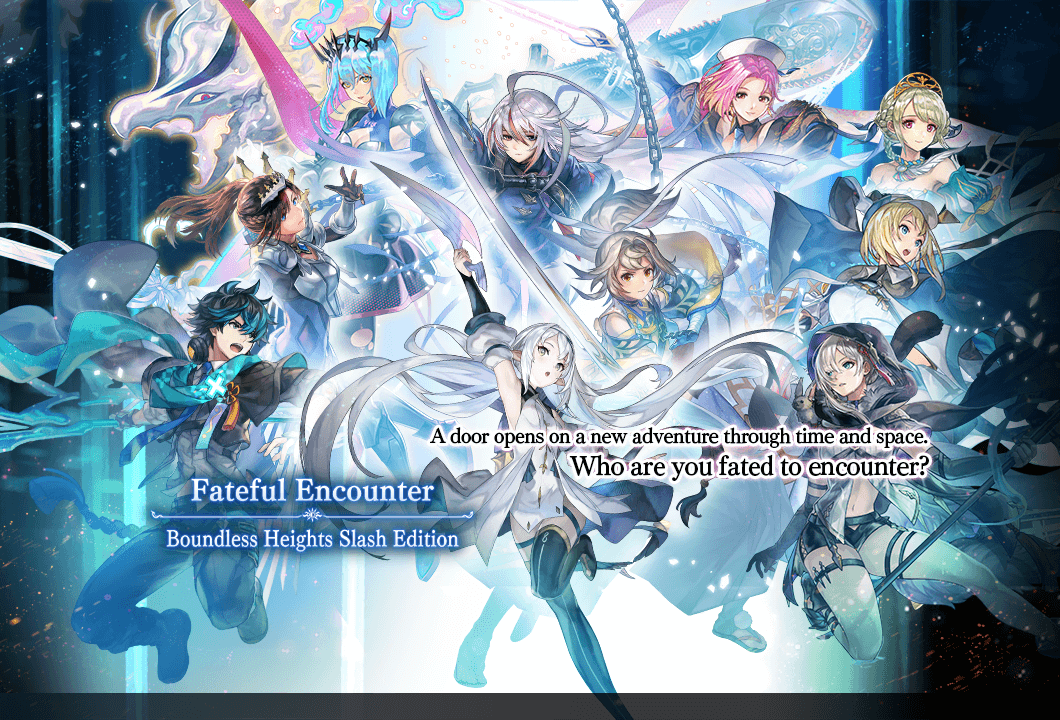 A door opens on a new adventure through time and space.
Who are you fated to encounter?
Fateful Encounter
Boundless Heights Slash Edition